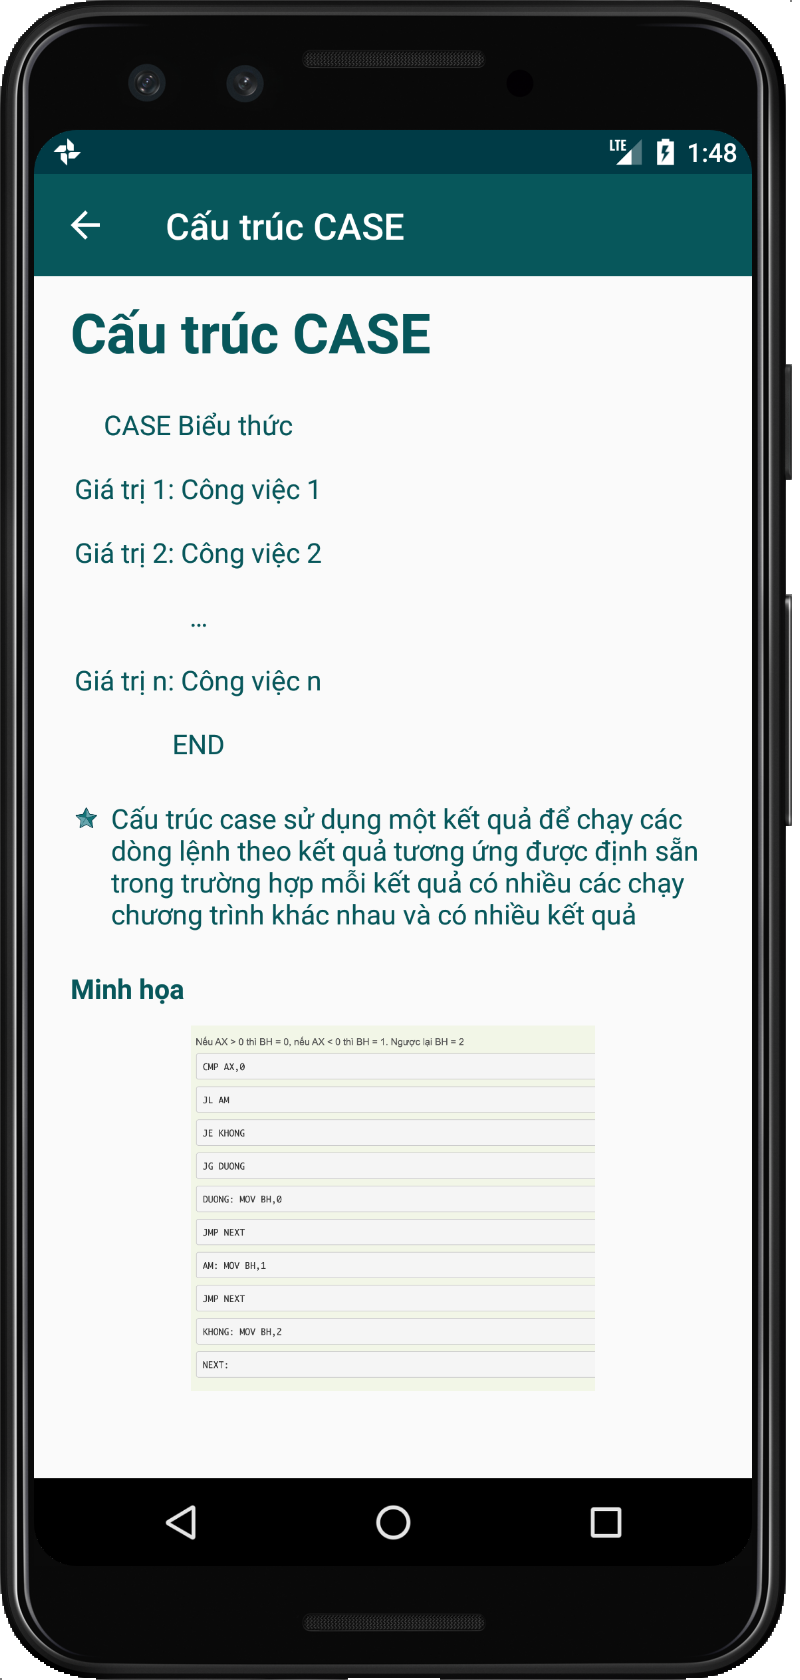 LTE 1:48
Cấu trúc CASE
Cấu trúc CASE
CASE Biểu thức
Giá trị 1: Công việc 1
Giá trị 2: Công việc 2
...
Giá trị n: Công việc n
END
Cấu trúc case sử dụng một kết quả để chạy các
dòng lệnh theo kết quả tương ứng được định sẵn
trong trường hợp mỗi kết quả có nhiều các chạy
chương trình khác nhau và có nhiều kết quả
Minh họa
Nếu AX > 0 thì BH = 0, nếu AX < 0 thì BH = 1. Ngược lại BH = 2
CMP AX,0
JL AM
JE KHONG
JG DUONG
DUONG: MOV BH,0
JMP NEXT
AM: MOV BH,1
JMP NEXT
KHONG: MOV BH,2
NEXT: